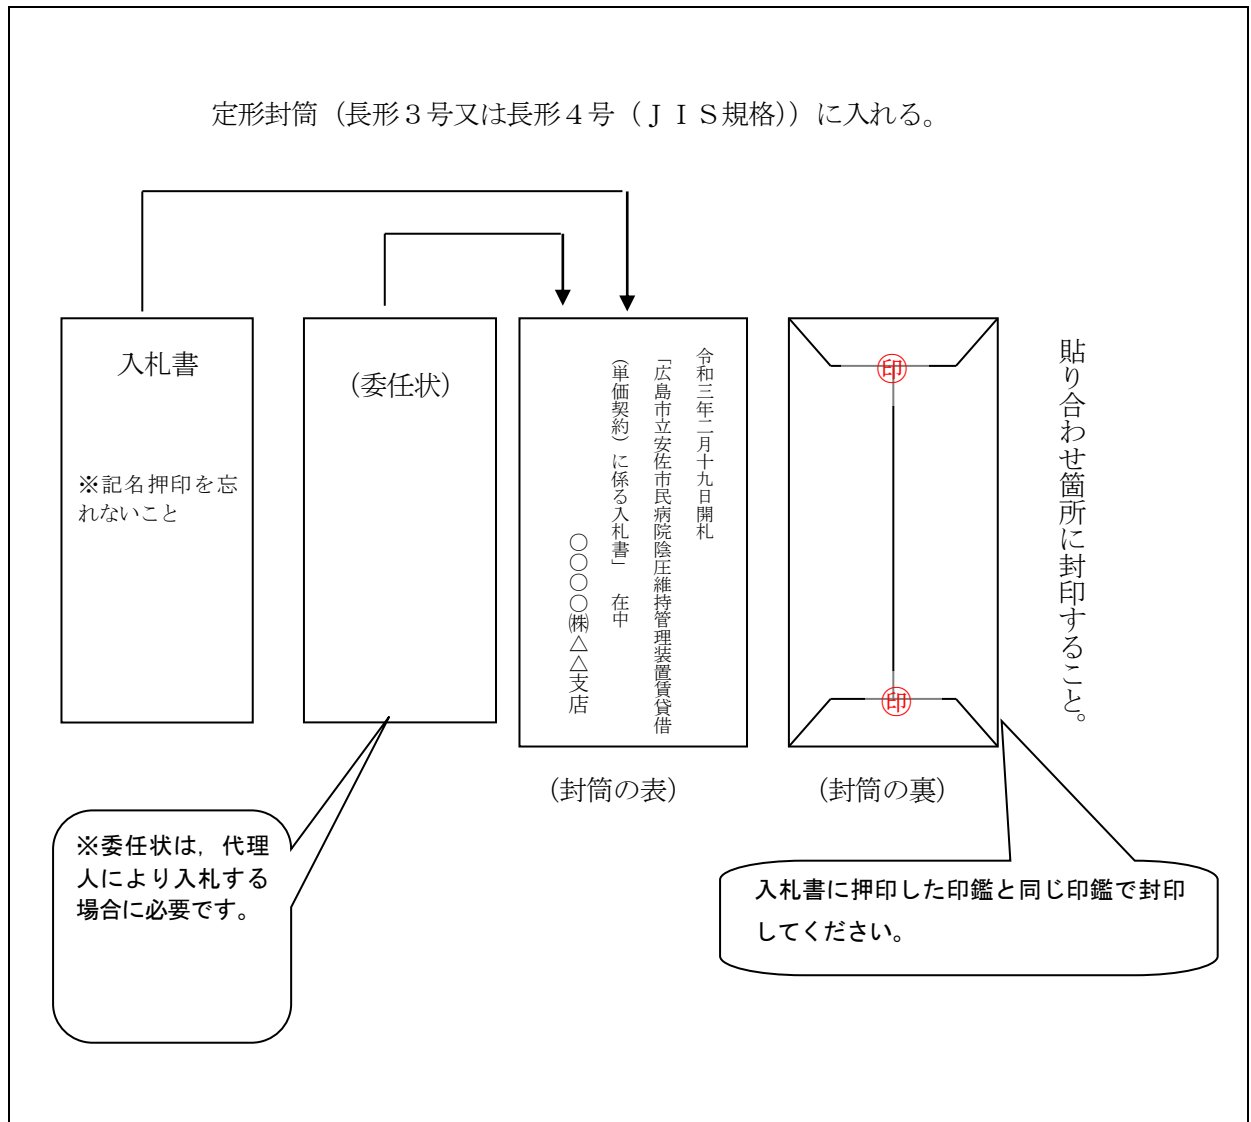 定形封筒（長形３号又は長形４号（ＪＩＳ規格））に入れる。
入札書
※記名押印を忘
れないこと
（委任状）
令和三年二月十九日開札
「広島市立安佐市民病院陰圧維持管理装置賃貸借
（単価契約）に係る入札書」　在中
〇〇〇〇㈱△△支店
印
印
貼り合わせ箇所に封印すること。
（封筒の表）
（封筒の裏）
※委任状は，代理
人により入札する
場合に必要です。
入札書に押印した印鑑と同じ印鑑で封印
してください。